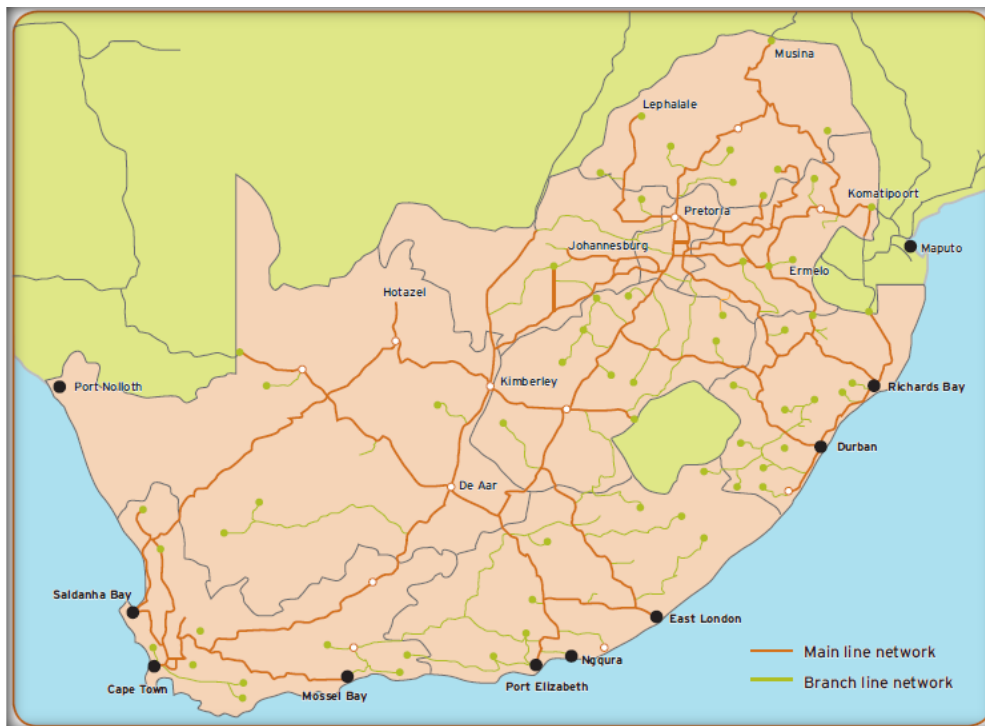 Musina
Lephalale
Komatipoort
Pretoria
Johannesburg
Maputo
Ermelo
Hotazel
Kimberley
Port Nolloth
Richards Bay
Durban
De Aar
Saldanha Bay
East London
Ngqura
Cape Town
Mossel Bay
Port Elizabeth
Main line network
Branch line network